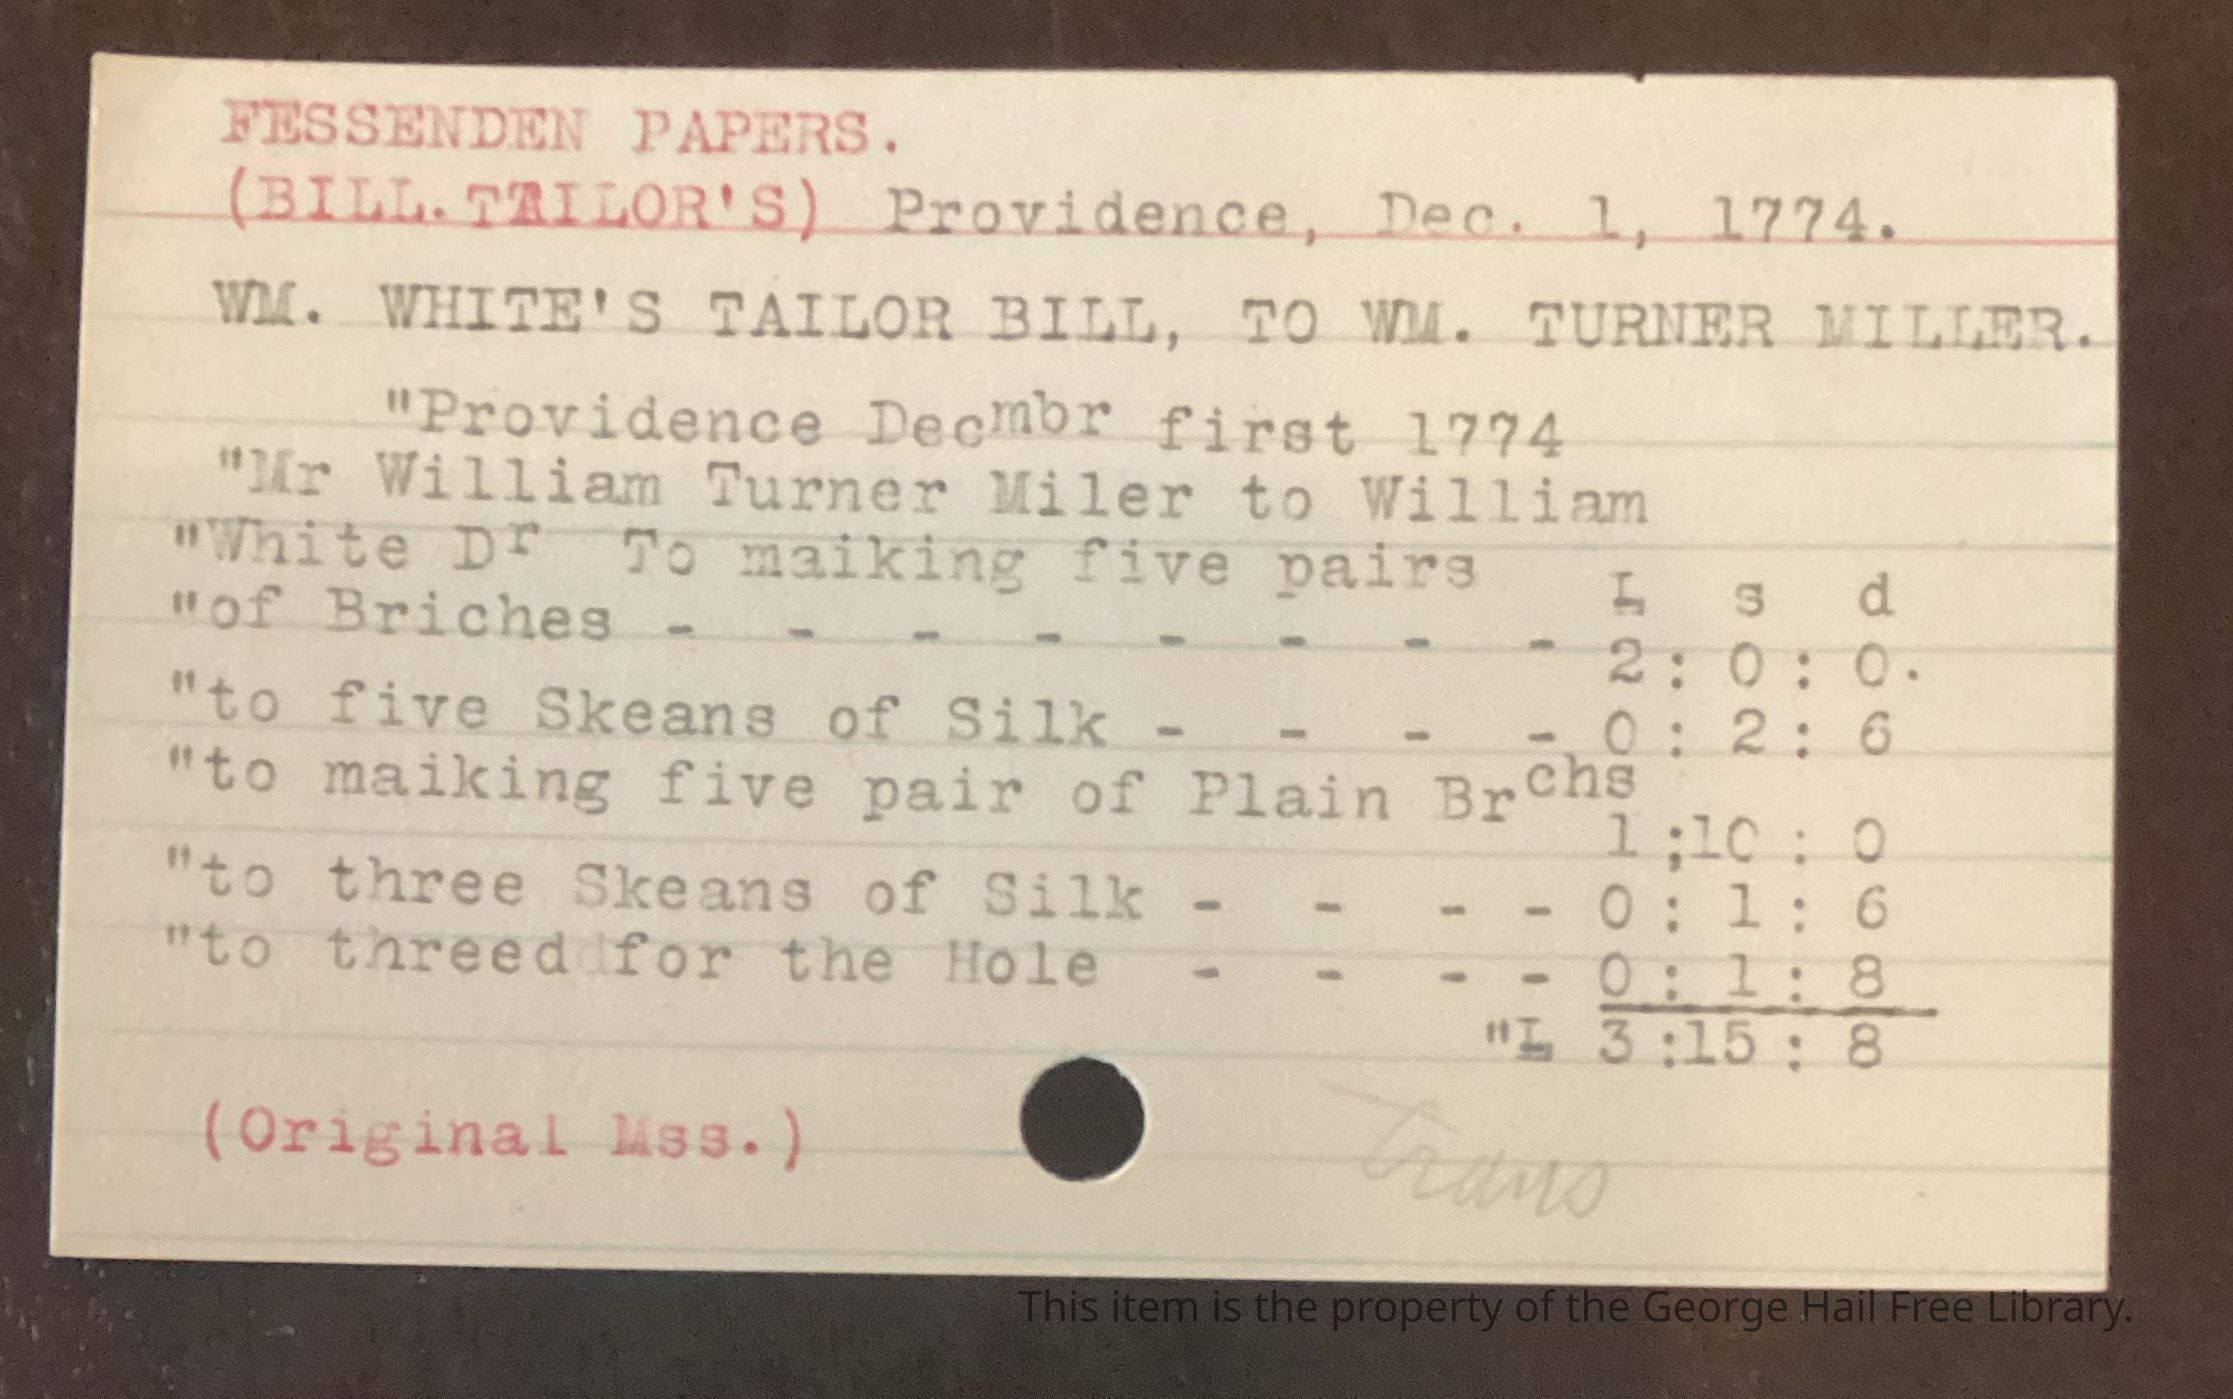 FESSENDEN PAPERS.
(BILL. TAILOR'S) Providence, Dec. 1, 1774.
WM. WHITE'S TAILOR BILL, TO WM. TURNER MILLER.
"Providence Decmbr first 1774
"Mr William Turner Miler to William
"White Dr To maiking five pairs
Ł s d
"of Briches - - - - - - - - 2: 0 : 0.
"to five Skeans of Silk - - - - 0 : 2 : 6
"to maiking five pair of Plain Brchs
1 ;10 : 0
"to three Skeans of Silk - - - - 0 : 1 : 6
"to threed for the Hole - - - - 0 : 1 : 8
"Ł 3 :15 : 8
(Original Mss.)
Trans
This item is the property of the George Hail Free Library.